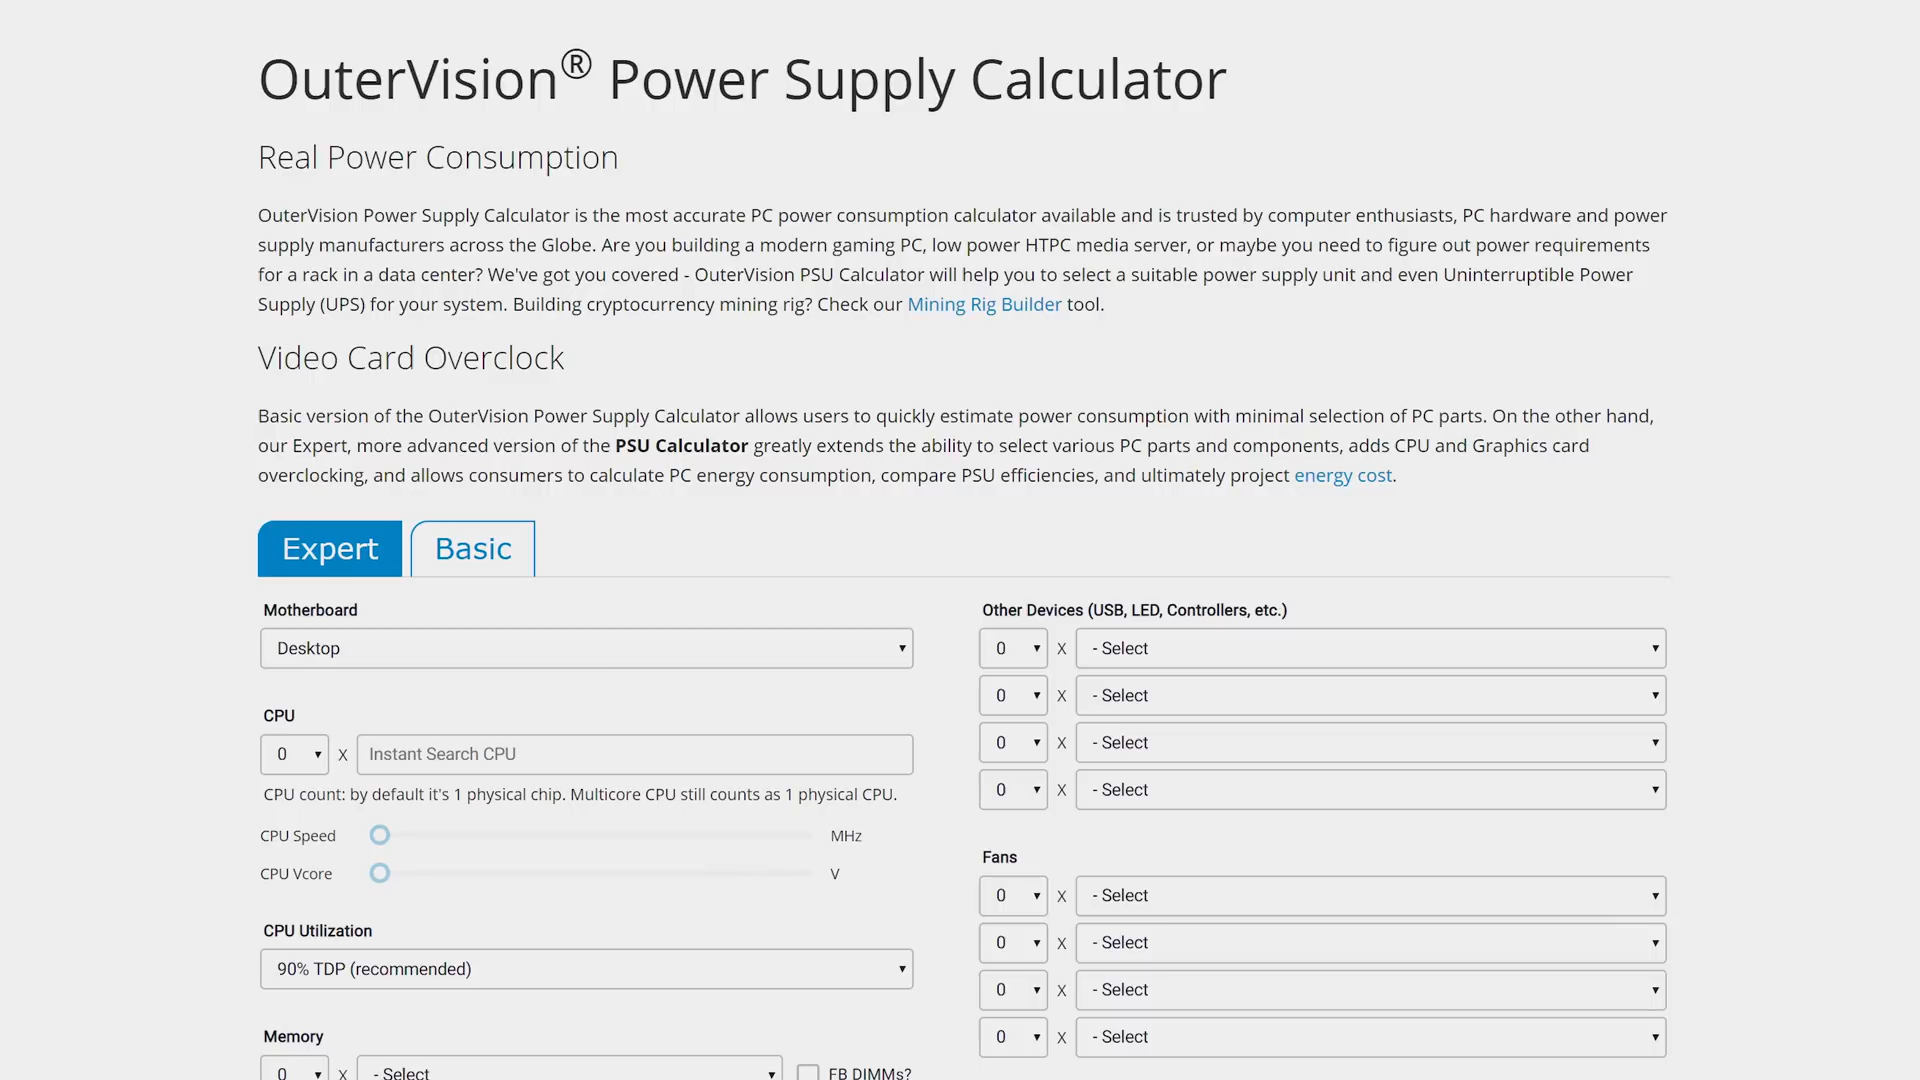 OuterVision® Power Supply Calculator
Real Power Consumption
OuterVision Power Supply Calculator is the most accurate PC power consumption calculator available and is trusted by computer enthusiasts, PC hardware and power
supply manufacturers across the Globe. Are you building a modern gaming PC, low power HTPC media server, or maybe you need to figure out power requirements
for a rack in a data center? We've got you covered - OuterVision PSU Calculator will help you to select a suitable power supply unit and even Uninterruptible Power
Supply (UPS) for your system. Building cryptocurrency mining rig? Check our Mining Rig Builder tool.
Video Card Overclock
Basic version of the OuterVision Power Supply Calculator allows users to quickly estimate power consumption with minimal selection of PC parts. On the other hand,
our Expert, more advanced version of the PSU Calculator greatly extends the ability to select various PC parts and components, adds CPU and Graphics card
overclocking, and allows consumers to calculate PC energy consumption, compare PSU efficiencies, and ultimately project energy cost.
Expert Basic
Motherboard
Desktop
CPU
0 X Instant Search CPU
CPU count: by default it's 1 physical chip. Multicore CPU still counts as 1 physical CPU.
CPU Speed MHz
CPU Vcore V
CPU Utilization
90% TDP (recommended)
Memory
0 X - Select FB DIMMs?
Other Devices (USB, LED, Controllers, etc.)
0 X - Select
0 X - Select
0 X - Select
0 X - Select
Fans
0 X - Select
0 X - Select
0 X - Select
0 X - Select